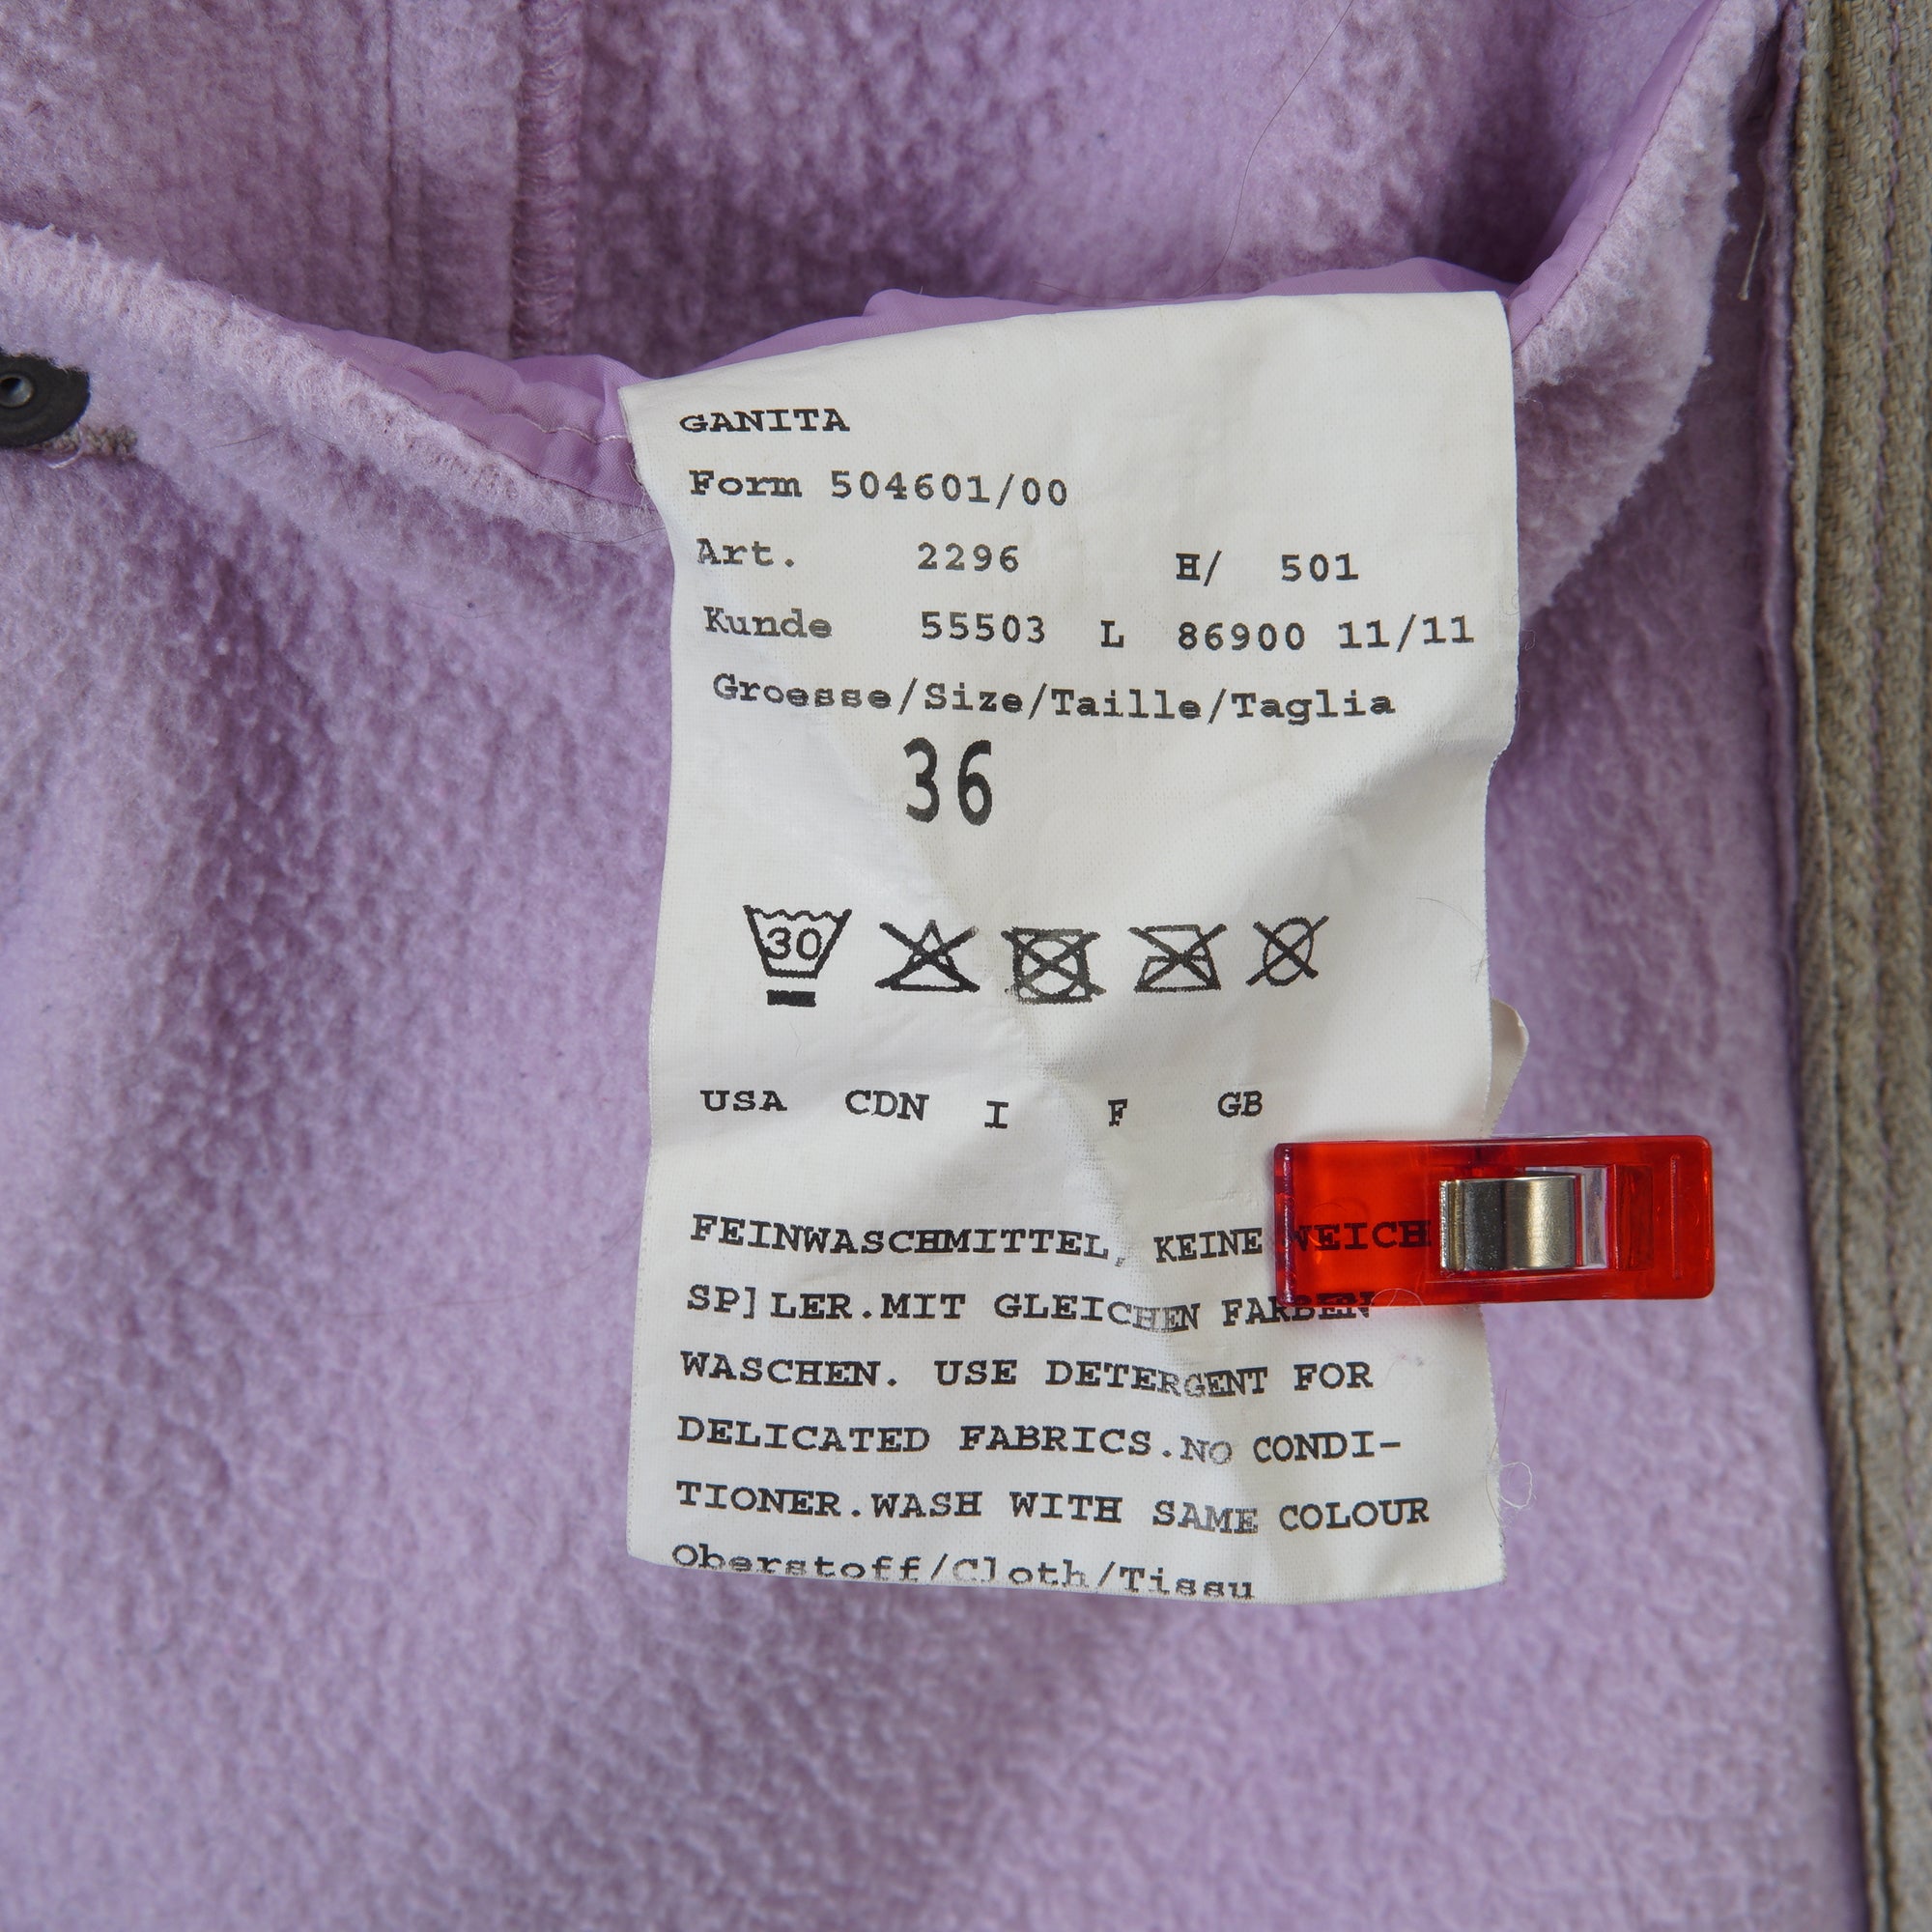 GANITA
Form 504601/00
Art. 2296 H/ 501
Kunde 55503 L 86900 11/11
Groesse/Size/Taille/Taglia
36
30
USA CDN I F GB
FEINWASCHMITTEL, KEINE WEICH
SP]LER.MIT GLEICHEN FARBEN
WASCHEN. USE DETERGENT FOR
DELICATED FABRICS.NO CONDI-
TIONER.WASH WITH SAME COLOUR
Oberstoff/Cloth/Tissu